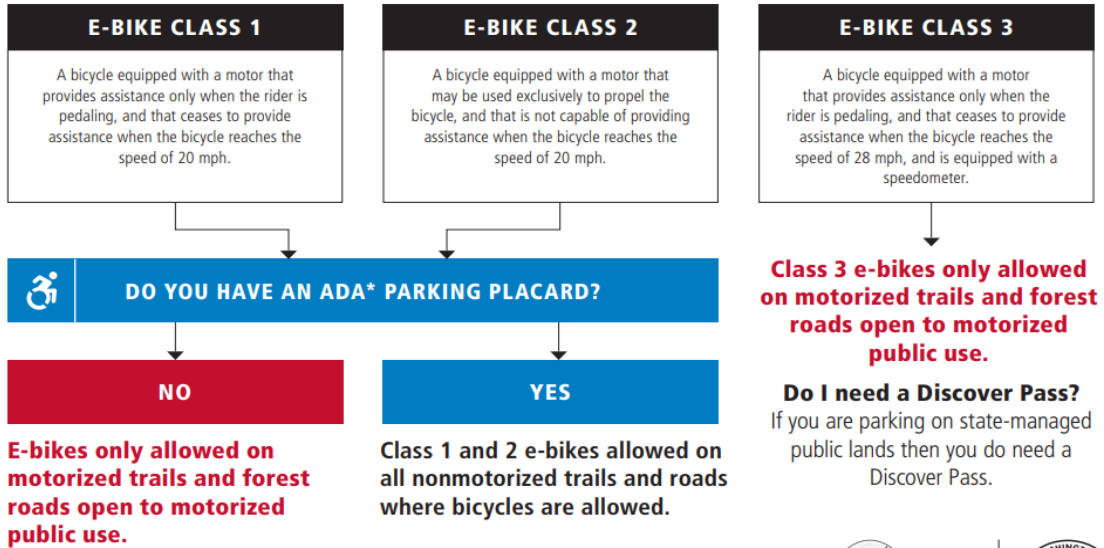 E-BIKE CLASS 1
A bicycle equipped with a motor that
provides assistance only when the rider is
pedaling, and that ceases to provide
assistance when the bicycle reaches the
speed of 20 mph.
E-BIKE CLASS 2
A bicycle equipped with a motor that
may be used exclusively to propel the
bicycle, and that is not capable of providing
assistance when the bicycle reaches the
speed of 20 mph.
E-BIKE CLASS 3
A bicycle equipped with a motor
that provides assistance only when the
rider is pedaling, and that ceases to provide
assistance when the bicycle reaches the
speed of 28 mph, and is equipped with a
speedometer.
DO YOU HAVE AN ADA* PARKING PLACARD?
NO
E-bikes only allowed on
motorized trails and forest
roads open to motorized
public use.
YES
Class 1 and 2 e-bikes allowed on
all nonmotorized trails and roads
where bicycles are allowed.
Class 3 e-bikes only allowed
on motorized trails and forest
roads open to motorized
public use.
Do I need a Discover Pass?
If you are parking on state-managed
public lands then you do need a
Discover Pass.